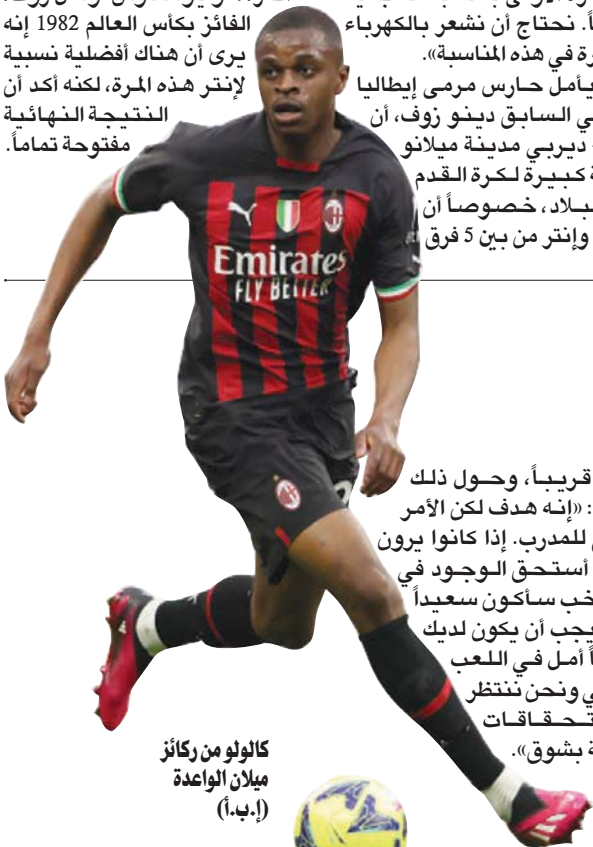 نحتاج أن نشعر بالكهرباء
في هذه المناسبة».
يأمل حارس مرمى إيطاليا
السابق دينو زوف، أن
ديربي مدينة ميلانو
كبيرة لكرة القدم
خصوصاً أن
وإنتر من بين 5 فرق
الفائز بكأس العالم 1982 إنه
يرى أن هناك أفضلية نسبية
لإنتر هذه المرة، لكنه أكد أن
النتيجة النهائية
مفتوحة تماماً.
Emirates
FLY BETTER
قريباً، وحول ذلك
: «إنه هدف لكن الأمر
للمدرب. إذا كانوا يرون
أستحق الوجود في
سأكون سعيداً
يجب أن يكون لديك
أمل في اللعب
ونحن ننتظر
بشوق».
كالولو من ركائز
ميلان الواعدة
(إ.ب.أ)